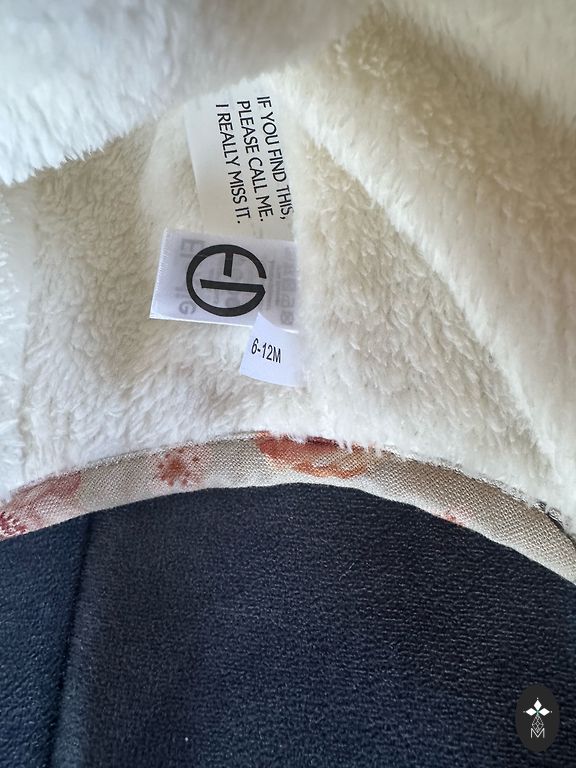 IF YOU FIND THIS,
PLEASE CALL ME.
I REALLY MISS IT.
6-12M